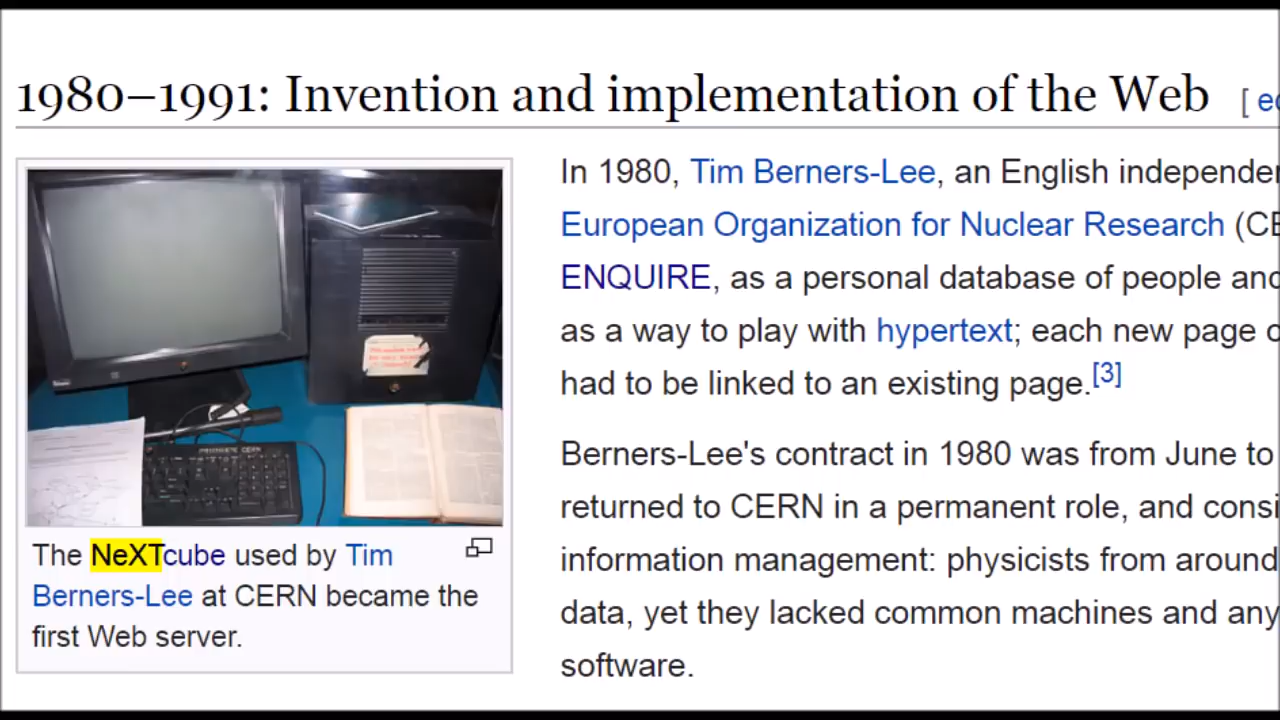 1980–1991: Invention and implementation of the Web [
In 1980, Tim Berners-Lee, an English
European Organization for Nuclear Research
ENQUIRE, as a personal database of people
as a way to play with hypertext; each new page
had to be linked to an existing page.[3]
Berners-Lee's contract in 1980 was from June to
returned to CERN in a permanent role, and
information management: physicists from around
data, yet they lacked common machines and any
software.
The NeXTcube used by Tim
Berners-Lee at CERN became the
first Web server.